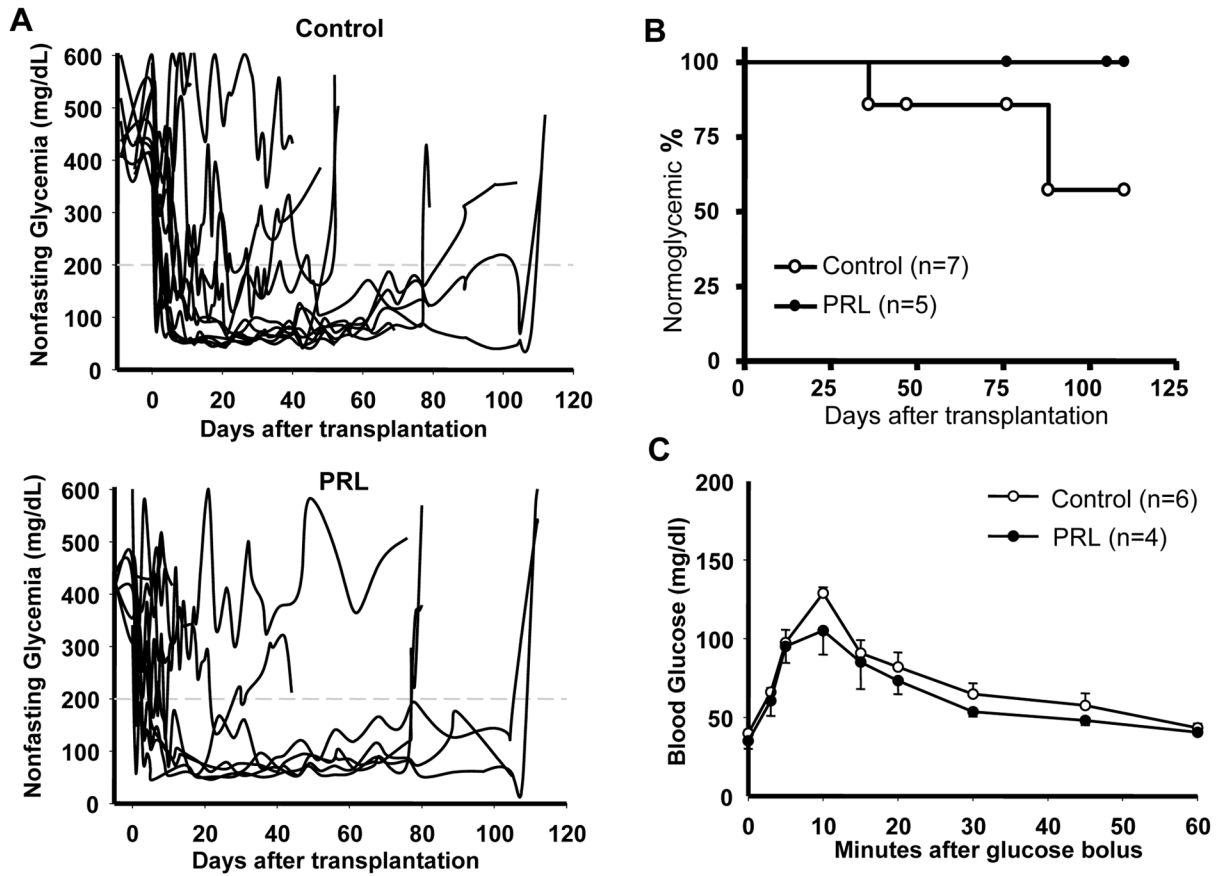 A
Control
Nonfasting Glycemia (mg/dL)
600
500
400
300
200
100
0
0 20 40 60 80 100 120
Days after transplantation
PRL
Nonfasting Glycemia (mg/dL)
600
500
400
300
200
100
0
0 20 40 60 80 100 120
Days after transplantation
B
Normoglycemic %
100
75
50
25
0
Control (n=7)
PRL (n=5)
0 25 50 75 100 125
Days after transplantation
C
Blood Glucose (mg/dl)
200
150
100
50
0
Control (n=6)
PRL (n=4)
0 10 20 30 40 50 60
Minutes after glucose bolus